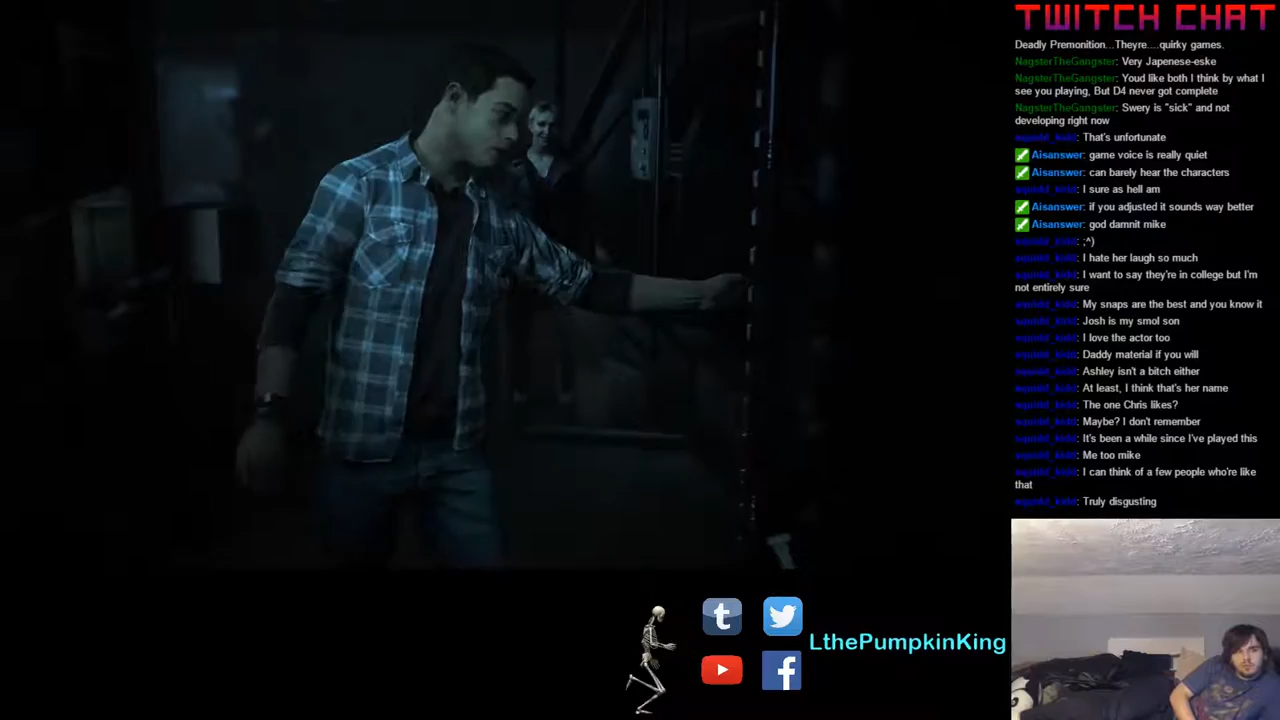 TWITCH CHAT
Deadly Premonition...Theyre....quirky games.
NagsterTheGangster: Very Japenese-eske
NagsterTheGangster: Youd like both I think by what I
see you playing, But D4 never got complete
NagsterTheGangster: Swery is "sick" and not
developing right now
: That's unfortunate
Aisanswer: game voice is really quiet
Aisanswer: can barely hear the characters
: I sure as hell am
Aisanswer: if you adjusted it sounds way better
Aisanswer: god damnit mike
: ;^)
: I hate her laugh so much
: I want to say they're in college but I'm
not entirely sure
: My snaps are the best and you know it
: Josh is my smol son
: I love the actor too
: Daddy material if you will
: Ashley isn't a bitch either
: At least, I think that's her name
: The one Chris likes?
: Maybe? I don't remember
: It's been a while since I've played this
: Me too mike
: I can think of a few people who're like
that
: Truly disgusting
LthePumpkinKing